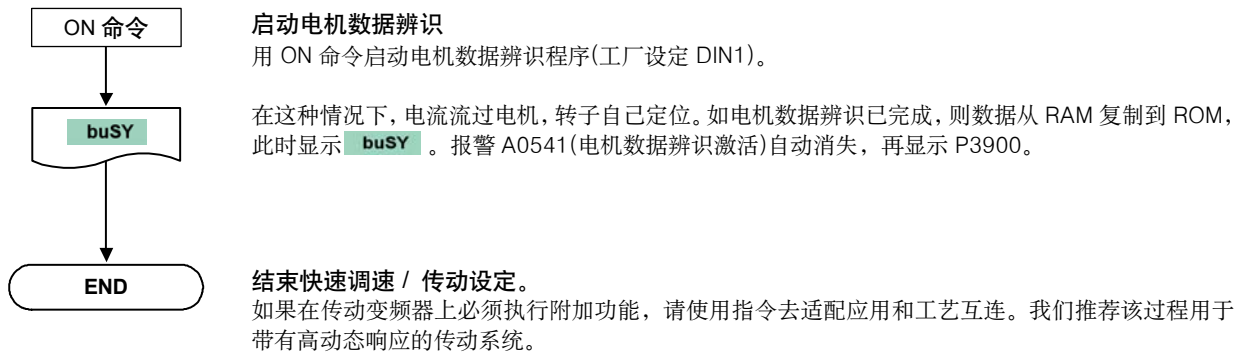 ON 命令
启动电机数据辨识
用 ON 命令启动电机数据辨识程序(工厂设定 DIN1)。
在这种情况下，电流流过电机，转子自己定位。如电机数据辨识已完成，则数据从 RAM 复制到 ROM，
buSY
此时显示 buSY 。报警 A0541(电机数据辨识激活)自动消失，再显示 P3900。
END
结束快速调速 / 传动设定。
如果在传动变频器上必须执行附加功能，请使用指令去适配应用和工艺互连。我们推荐该过程用于
带有高动态响应的传动系统。